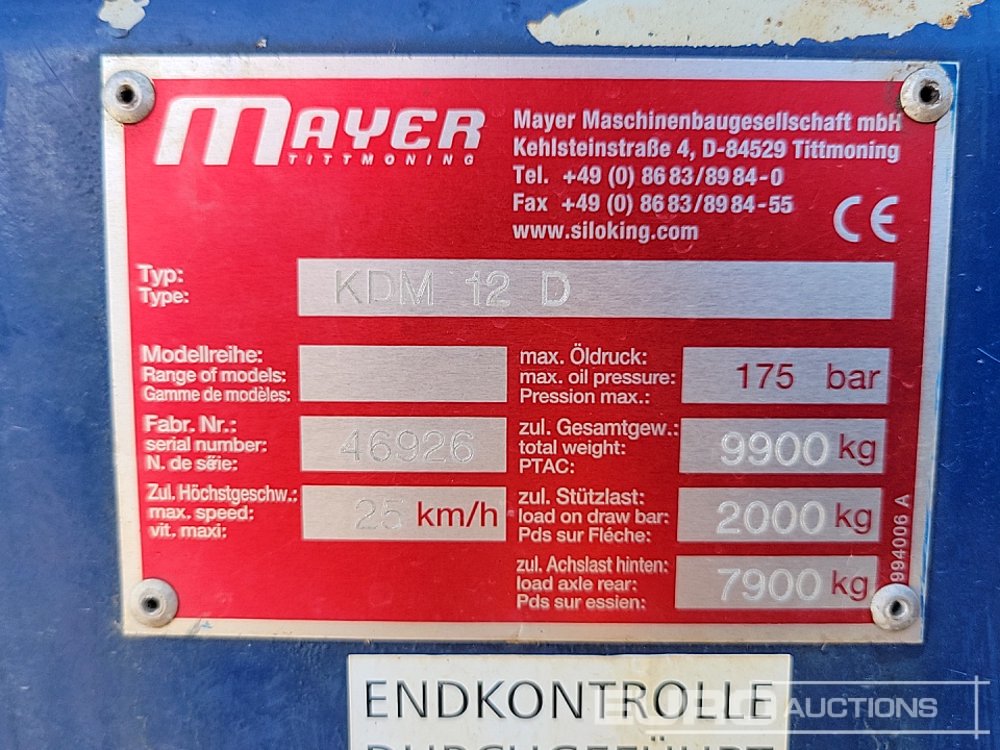 MAYER
TITTMONING
Mayer Maschinenbaugesellschaft mbH
Kehlsteinstraße 4, D-84529 Tittmoning
Tel. +49 (0) 86 83/89 84-0
Fax +49 (0) 86 83/89 84-55
www.siloking.com
CE
Typ:
Type:
KDM 12 D
Modellreihe:
Range of models:
Gamme de modèles:
Fabr. Nr.:
serial number:
N. de série:
46926
Zul. Höchstgeschw.:
max. speed:
vit. maxi:
25 km/h
max. Öldruck:
max. oil pressure:
Pression max.:
175 bar
zul. Gesamtgew.:
total weight:
PTAC:
9900 kg
zul. Stützlast:
load on draw bar:
Pds sur Fléche:
2000 kg
zul. Achslast hinten:
load axle rear:
Pds sur essien:
7900 kg
994006 A
ENDKONTROLLE
DURCHGEFÜHRT
EURO AUCTIONS